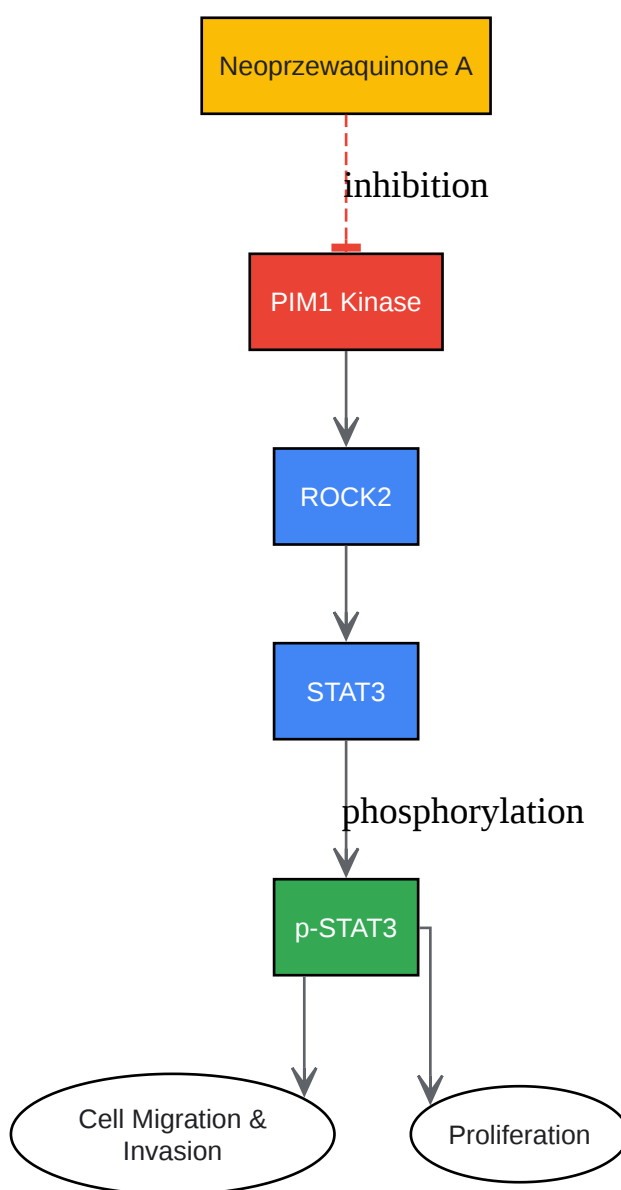 Neoprzewaquinone A
inhibition
PIM1 Kinase
ROCK2
STAT3
phosphorylation
p-STAT3
Cell Migration &
Invasion
Proliferation